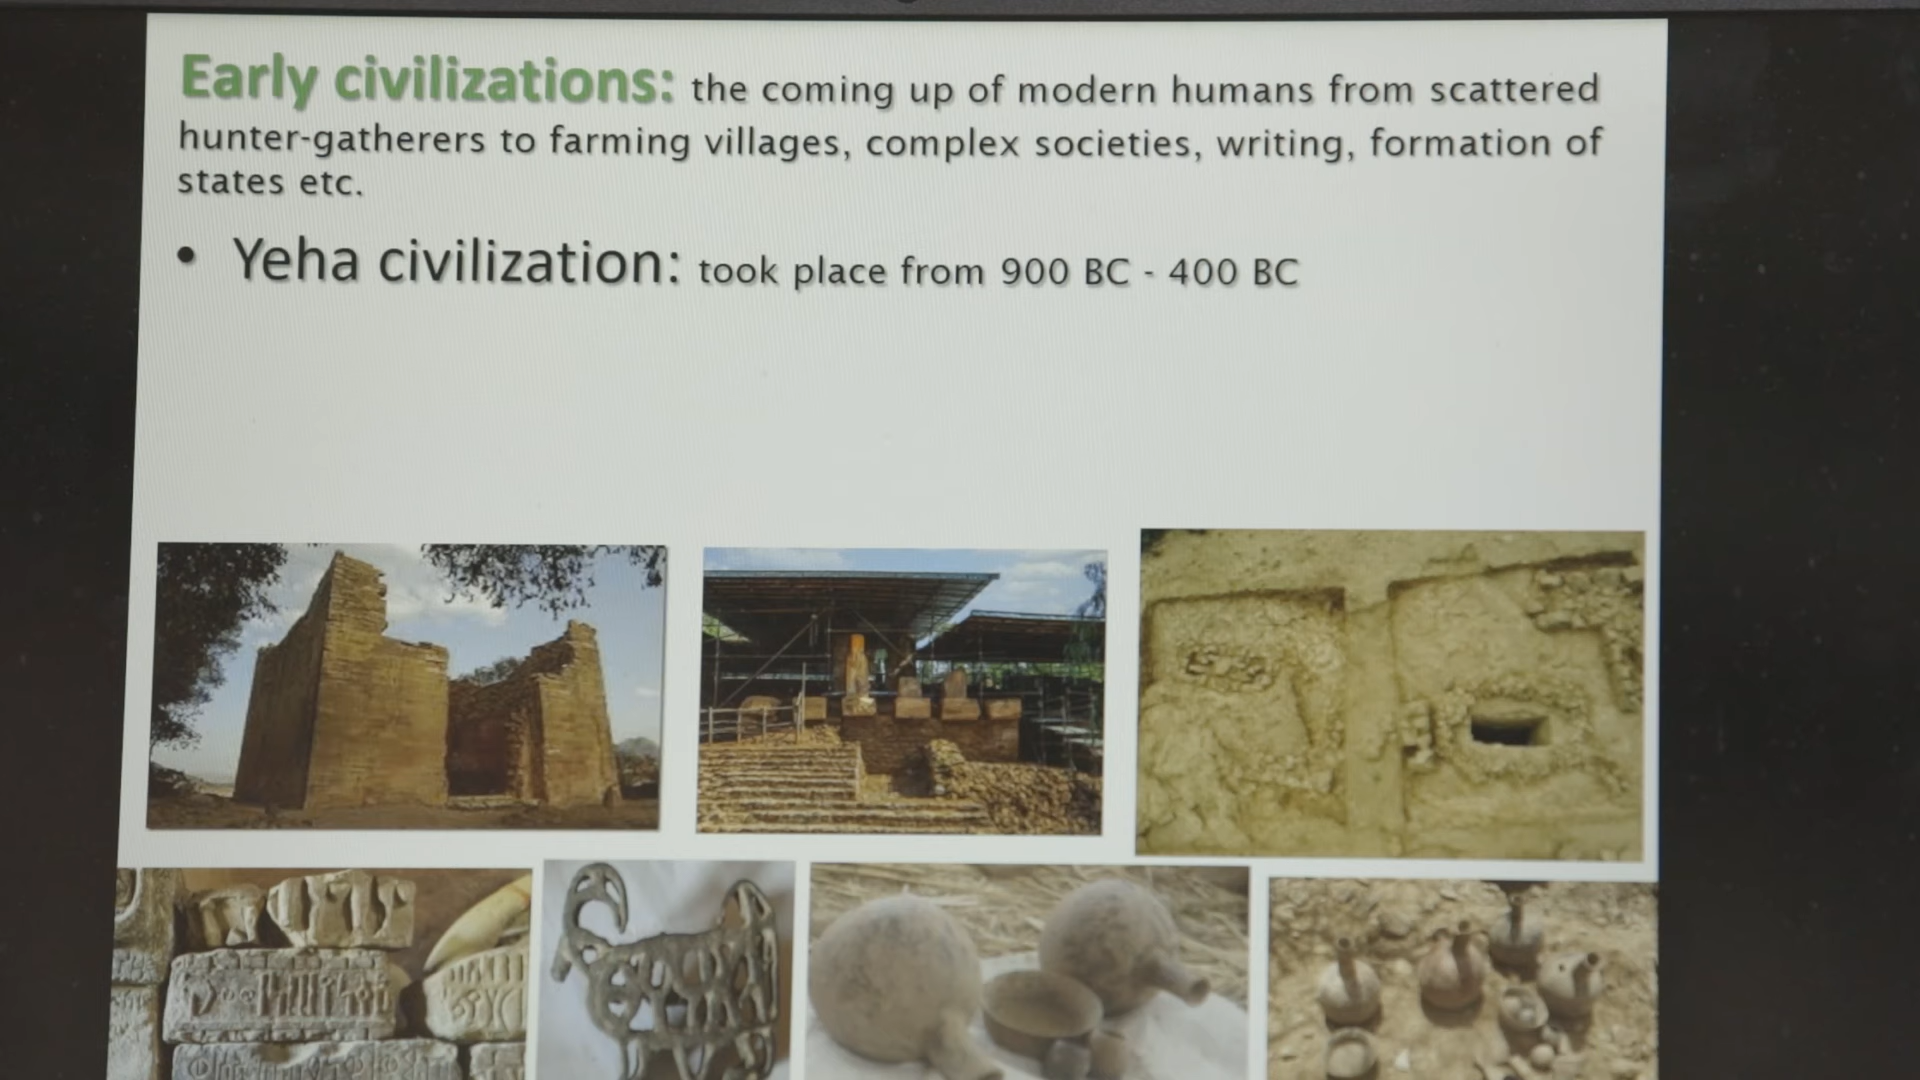 Early civilizations: the coming up of modern humans from scattered
hunter-gatherers to farming villages, complex societies, writing, formation of
states etc.
• Yeha civilization: took place from 900 BC - 400 BC